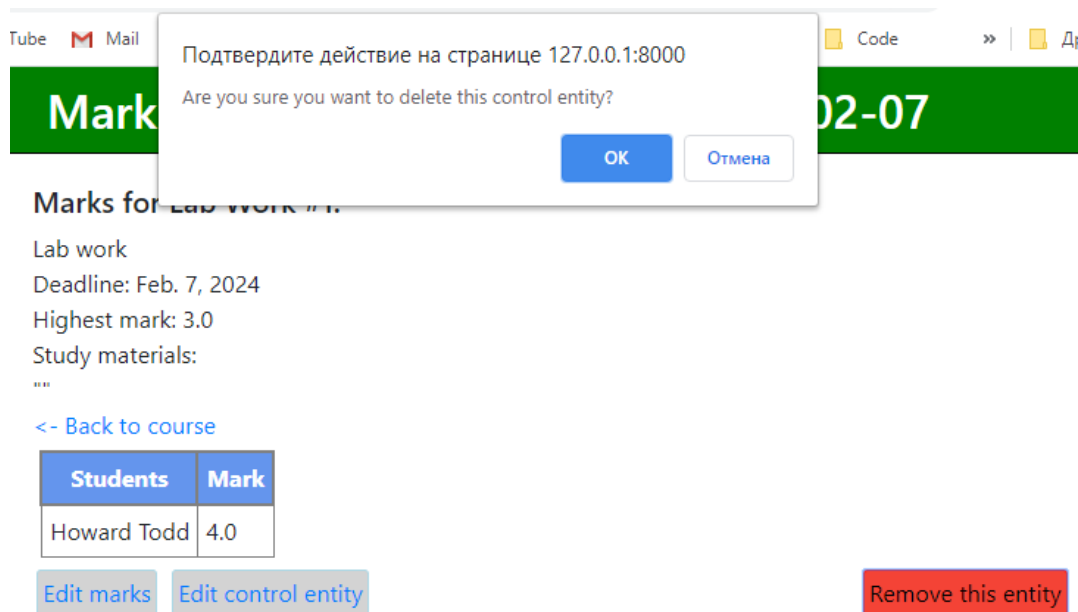 Tube Mail Code »
Подтвердите действие на странице 127.0.0.1:8000
Are you sure you want to delete this control entity?
OK Отмена
Mark 02-07
Marks for Lab Work #1:
Lab work
Deadline: Feb. 7, 2024
Highest mark: 3.0
Study materials:
""
<- Back to course
Students Mark
Howard Todd 4.0
Edit marks Edit control entity Remove this entity